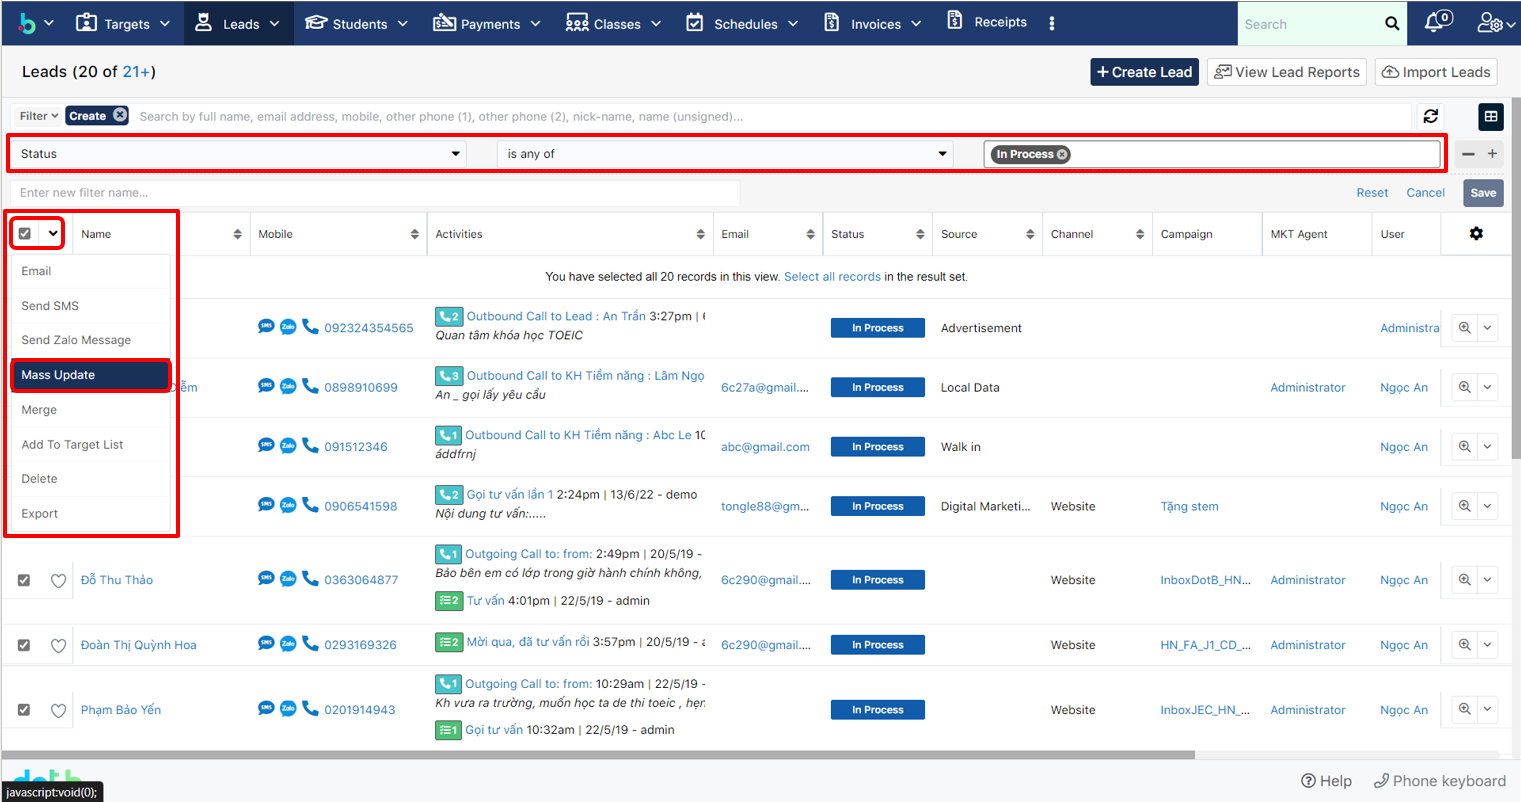 Targets Leads Students Payments Classes Schedules Invoices Receipts Search 0
Leads (20 of 21+) + Create Lead View Lead Reports Import Leads
Filter Create Search by full name, email address, mobile, other phone (1), other phone (2), nick-name, name (unsigned)...
Status is any of In Process
Enter new filter name... Reset Cancel Save
Name Mobile Activities Email Status Source Channel Campaign MKT Agent User
Email
You have selected all 20 records in this view. Select all records in the result set.
Send SMS
Send Zalo Message
Mass Update
Merge
Add To Target List
Delete
Export
SMS Zalo 092324354565 2 Outbound Call to Lead : An Trần 3:27pm | In Process Advertisement Administra
Quan tâm khóa học TOEIC
Diễm SMS Zalo 0898910699 3 Outbound Call to KH Tiềm năng : Lâm Ngọ 6c27a@gmail.... In Process Local Data Administrator Ngọc An
An _ gọi lấy yêu cầu
SMS Zalo 091512346 1 Outbound Call to KH Tiềm năng : Abc Le 10 abc@gmail.com In Process Walk in Ngọc An
áddfrnj
SMS Zalo 0906541598 2 Gọi tư vấn lần 1 2:24pm | 13/6/22 - demo tongle88@gm... In Process Digital Marketi... Website Tặng stem Ngọc An
Nội dung tư vấn:.....
Đỗ Thu Thảo SMS Zalo 0363064877 1 Outgoing Call to: from: 2:49pm | 20/5/19 - 6c290@gmail.... In Process Website InboxDotB_HN... Administrator Ngọc An
Bảo bên em có lớp trong giờ hành chính không,
2 Tư vấn 4:01pm | 22/5/19 - admin
Đoàn Thị Quỳnh Hoa SMS Zalo 0293169326 2 Mời qua, đã tư vấn rồi 3:57pm | 20/5/19 - a 6c290@gmail.... In Process Website HN_FA_J1_CD_... Administrator Ngọc An
Phạm Bảo Yến SMS Zalo 0201914943 1 Outgoing Call to: from: 10:29am | 22/5/19 - In Process Website InboxJEC_HN_... Administrator Ngọc An
Kh vưa ra trường, muốn học ta de thi toeic , hẹn
1 Gọi tư vấn 10:32am | 22/5/19 - admin
javascript:void(0);
Help Phone keyboard